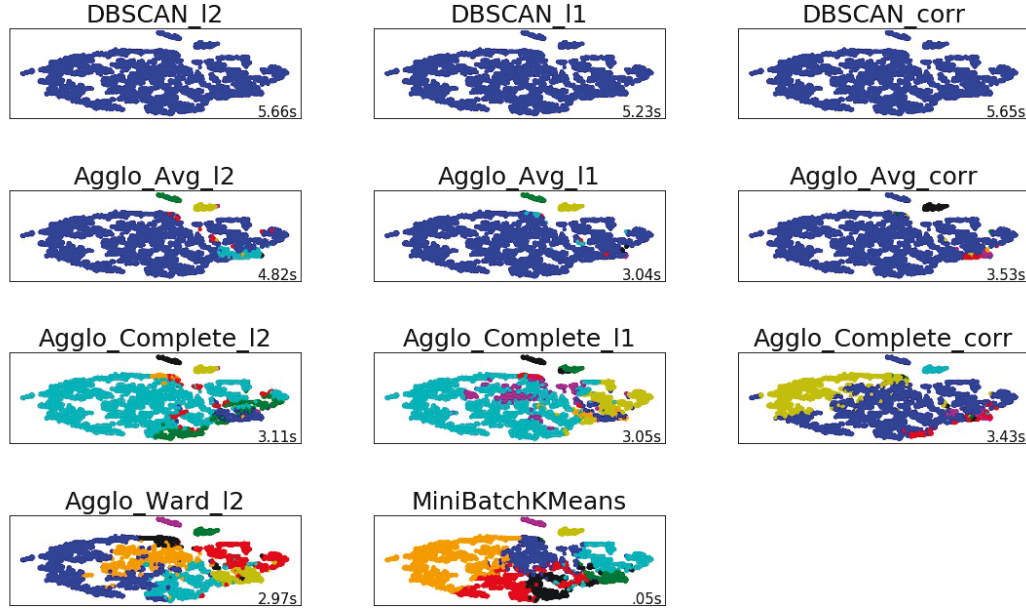 DBSCAN_l2
DBSCAN_l1
DBSCAN_corr
5.66s
5.23s
5.65s
Agglo_Avg_l2
Agglo_Avg_l1
Agglo_Avg_corr
4.82s
3.04s
3.53s
Agglo_Complete_l2
Agglo_Complete_l1
Agglo_Complete_corr
3.11s
3.05s
3.43s
Agglo_Ward_l2
MiniBatchKMeans
2.97s
.05s